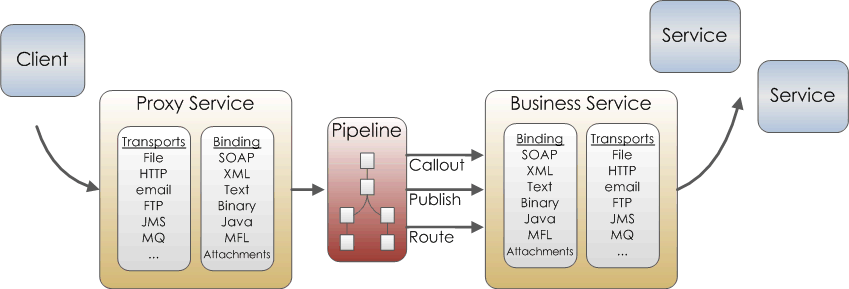 Client
Proxy Service
Transports
File
HTTP
email
FTP
JMS
MQ
...
Binding
SOAP
XML
Text
Binary
Java
MFL
Attachments
Pipeline
Callout
Publish
Route
Business Service
Binding
SOAP
XML
Text
Binary
Java
MFL
Attachments
Transports
File
HTTP
email
FTP
JMS
MQ
...
Service
Service